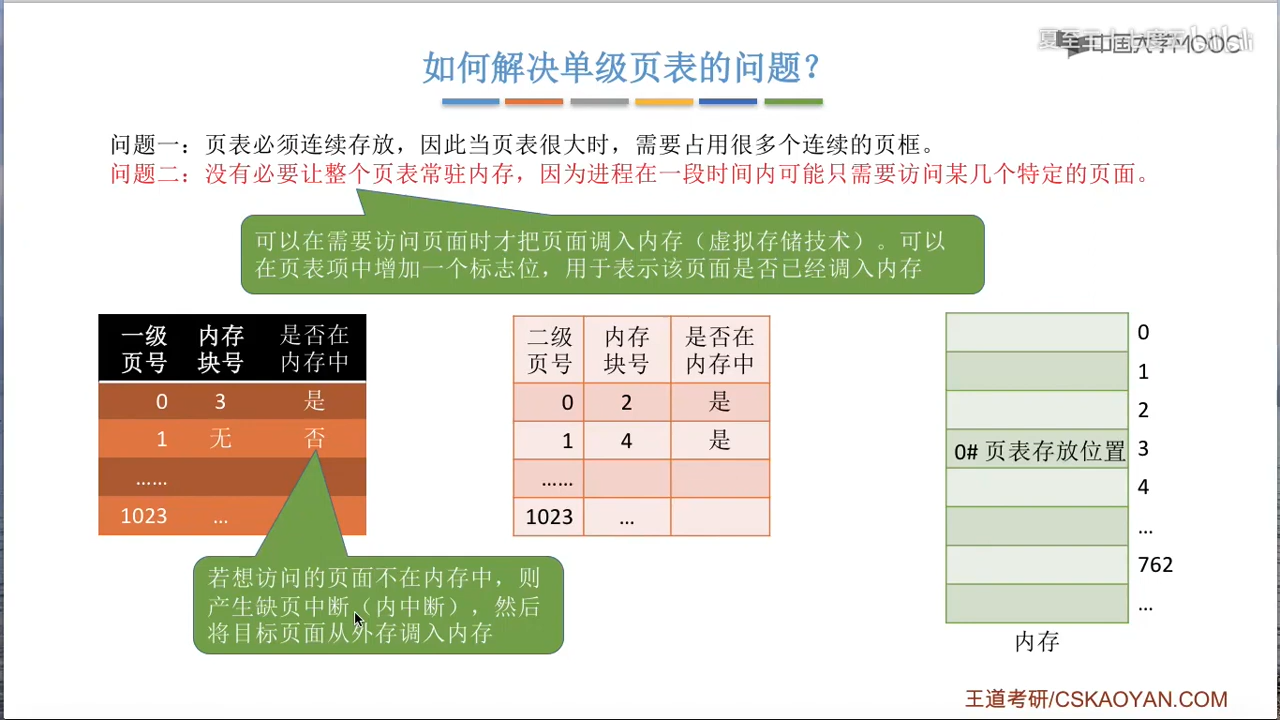 中国大学MOOC
如何解决单级页表的问题？
问题一：页表必须连续存放，因此当页表很大时，需要占用很多个连续的页框。
问题二：没有必要让整个页表常驻内存，因为进程在一段时间内可能只需要访问某几个特定的页面。
可以在需要访问页面时才把页面调入内存（虚拟存储技术）。可以
在页表项中增加一个标志位，用于表示该页面是否已经调入内存
一级 内存 是否在
页号 块号 内存中
0 3 是
1 无 否
......
1023 ...
二级 内存 是否在
页号 块号 内存中
0 2 是
1 4 是
......
1023 ...
0
1
2
0# 页表存放位置 3
4
...
762
...
内存
若想访问的页面不在内存中，则
产生缺页中断（内中断），然后
将目标页面从外存调入内存
王道考研/CSKAOYAN.COM